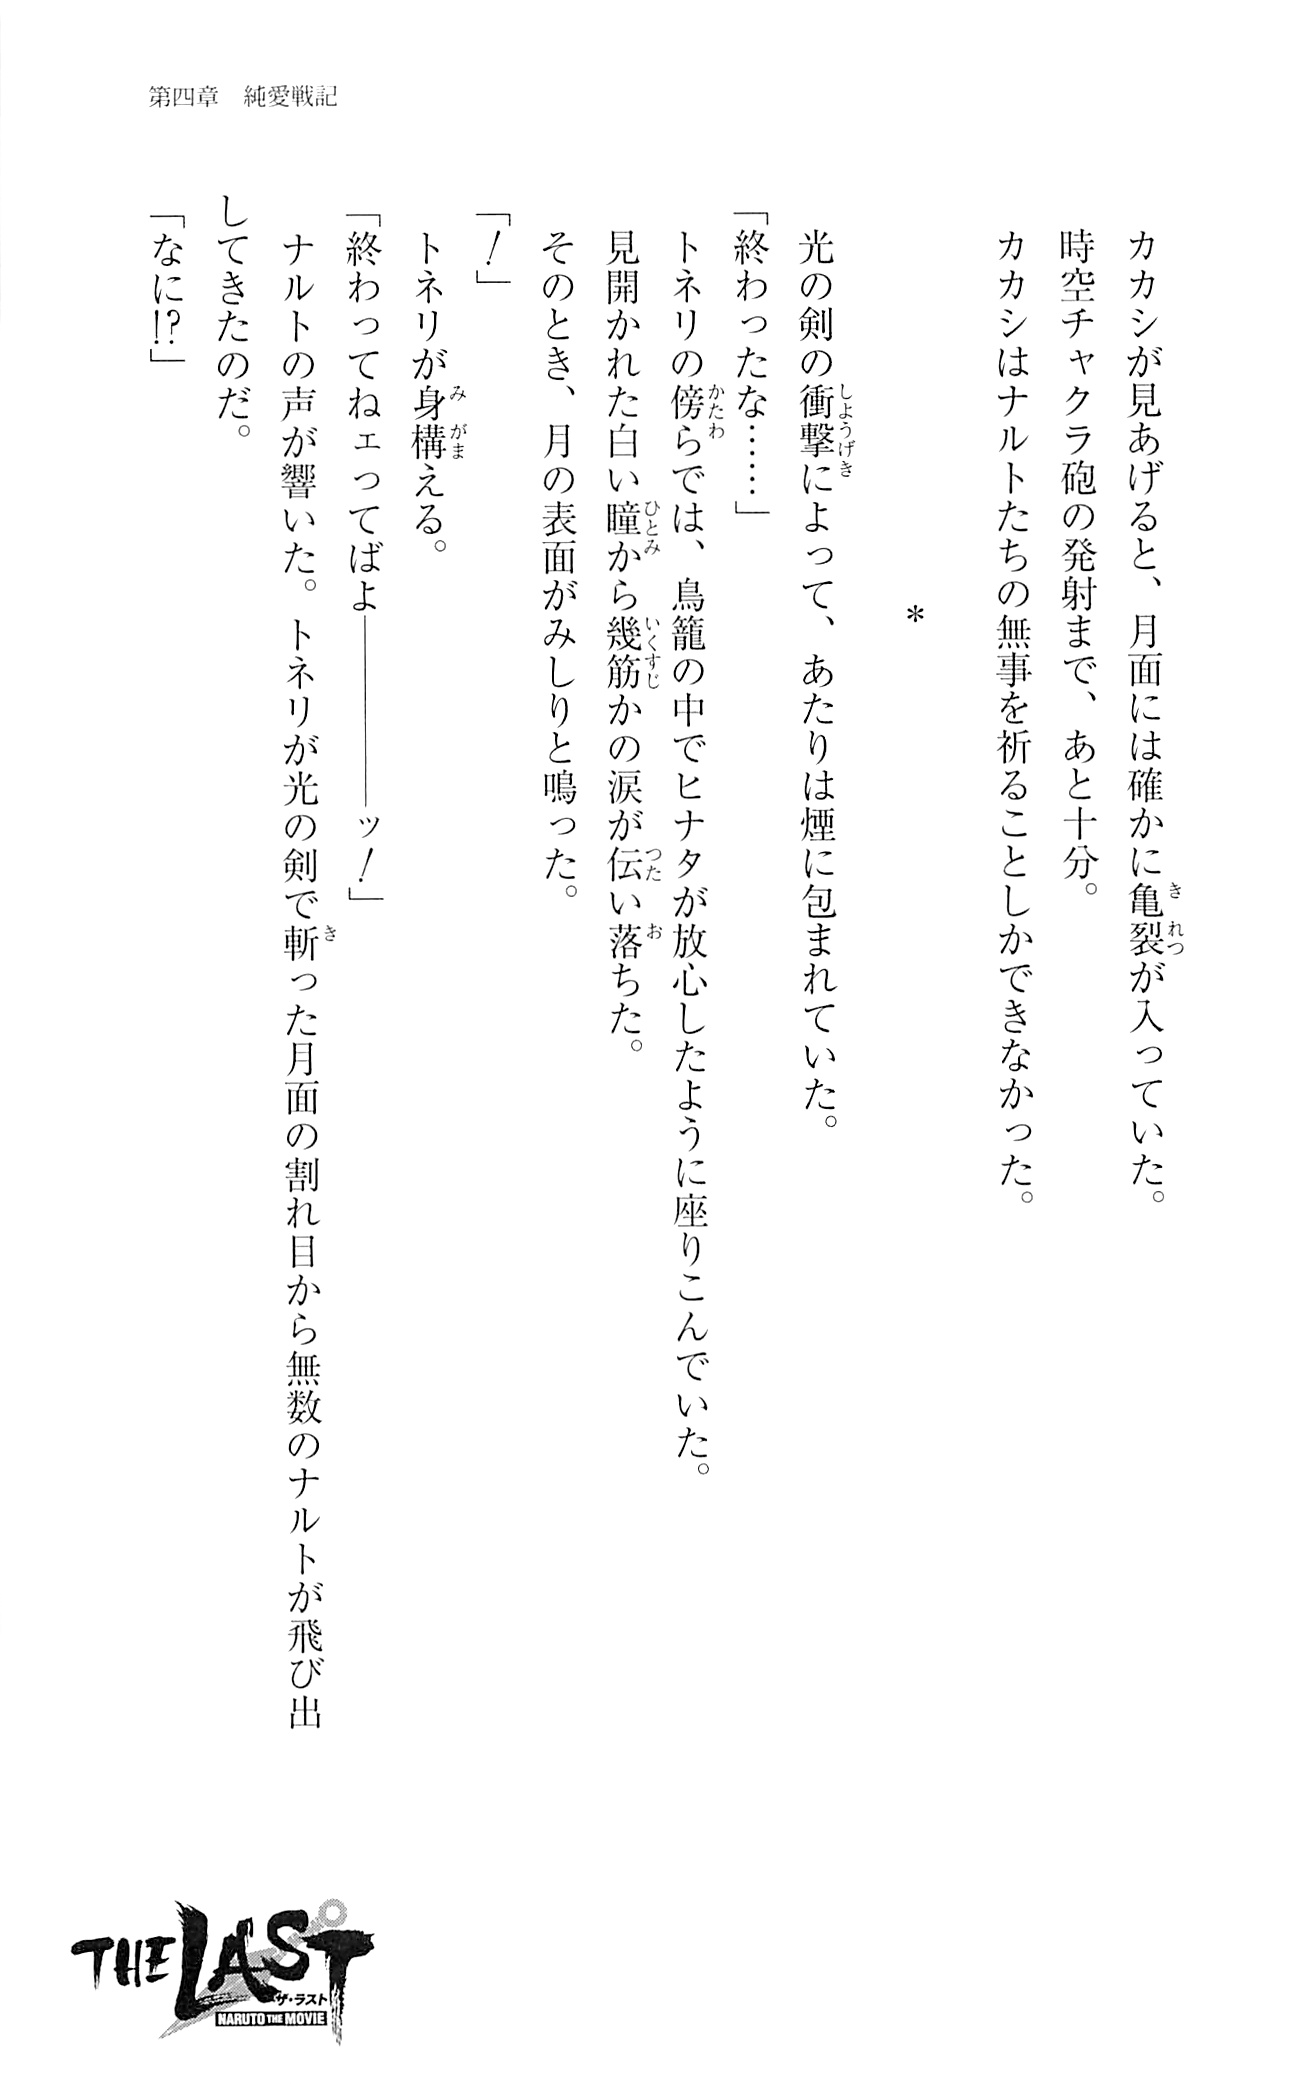 第四章　純愛戦記
カカシが見あげると、月面には確かに亀裂が入っていた。
時空チャクラ砲の発射まで、あと十分。
カカシはナルトたちの無事を祈ることしかできなかった。
＊
光の剣の衝撃によって、あたりは煙に包まれていた。
「終わったな……」
トネリの傍らでは、鳥籠の中でヒナタが放心したように座りこんでいた。
見開かれた白い瞳から幾筋かの涙が伝い落ちた。
そのとき、月の表面がみしりと鳴った。
「！」
トネリが身構える。
「終わってねェってばよ―――――ッ！」
ナルトの声が響いた。トネリが光の剣で斬った月面の割れ目から無数のナルトが飛び出
してきたのだ。
「なに!?」
THE LAST
ザ・ラスト
NARUTO THE MOVIE